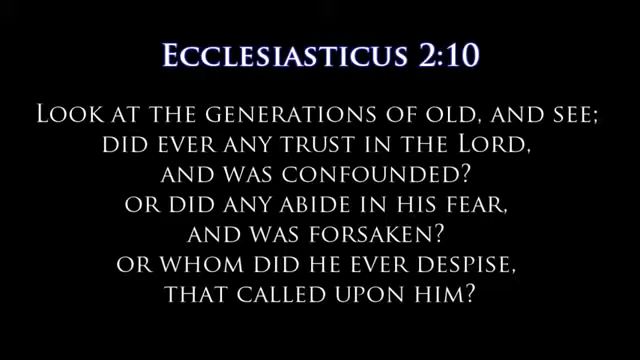 Ecclesiasticus 2:10
Look at the generations of old, and see;
did ever any trust in the Lord,
and was confounded?
or did any abide in his fear,
and was forsaken?
or whom did he ever despise,
that called upon him?